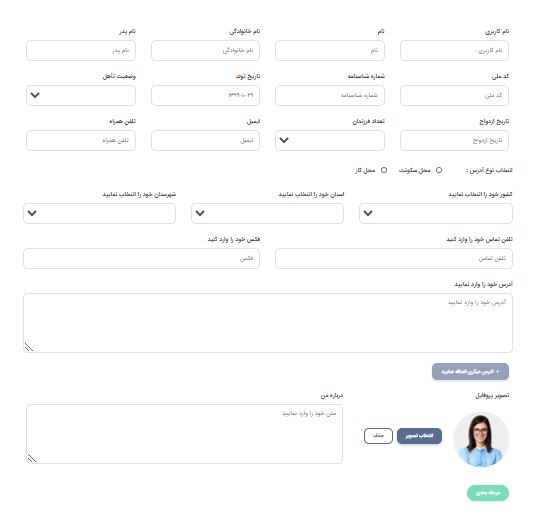 نام کاربری نام نام خانوادگی نام پدر
نام کاربری نام نام خانوادگی نام پدر
کد ملی شماره شناسنامه تاریخ تولد وضعیت تأهل
کد ملی شماره شناسنامه ۱۳۹۹-۱۰-۲۹
تاریخ ازدواج تعداد فرزندان ایمیل تلفن همراه
تاریخ ازدواج ایمیل تلفن همراه
انتخاب نوع آدرس : محل سکونت محل کار
کشور خود را انتخاب نمایید استان خود را انتخاب نمایید شهرستان خود را انتخاب نمایید
تلفن تماس خود را وارد کنید فکس خود را وارد کنید
تلفن تماس فکس
آدرس خود را وارد نمایید
آدرس خود را وارد نمایید
+ آدرس دیگری اضافه نمایید
تصویر پروفایل درباره من
متن خود را وارد نمایید
انتخاب تصویر حذف
مرحله بعدی